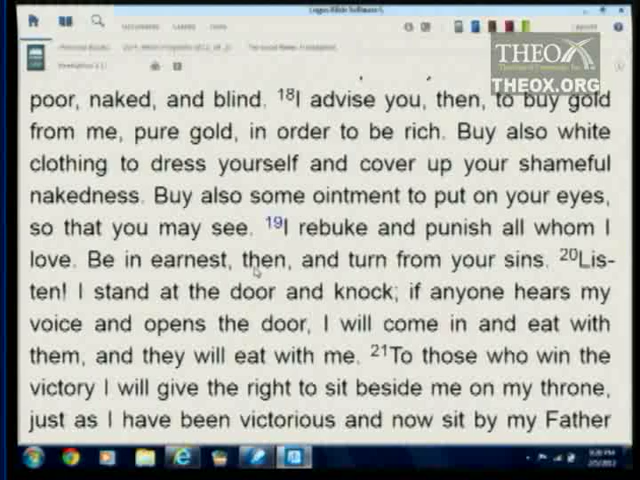 Logos Bible Software 5
THEOX
THEOX.ORG
poor, naked, and blind. 18I advise you, then, to buy gold
from me, pure gold, in order to be rich. Buy also white
clothing to dress yourself and cover up your shameful
nakedness. Buy also some ointment to put on your eyes,
so that you may see. 19I rebuke and punish all whom I
love. Be in earnest, then, and turn from your sins. 20Lis-
ten! I stand at the door and knock; if anyone hears my
voice and opens the door, I will come in and eat with
them, and they will eat with me. 21To those who win the
victory I will give the right to sit beside me on my throne,
just as I have been victorious and now sit by my Father